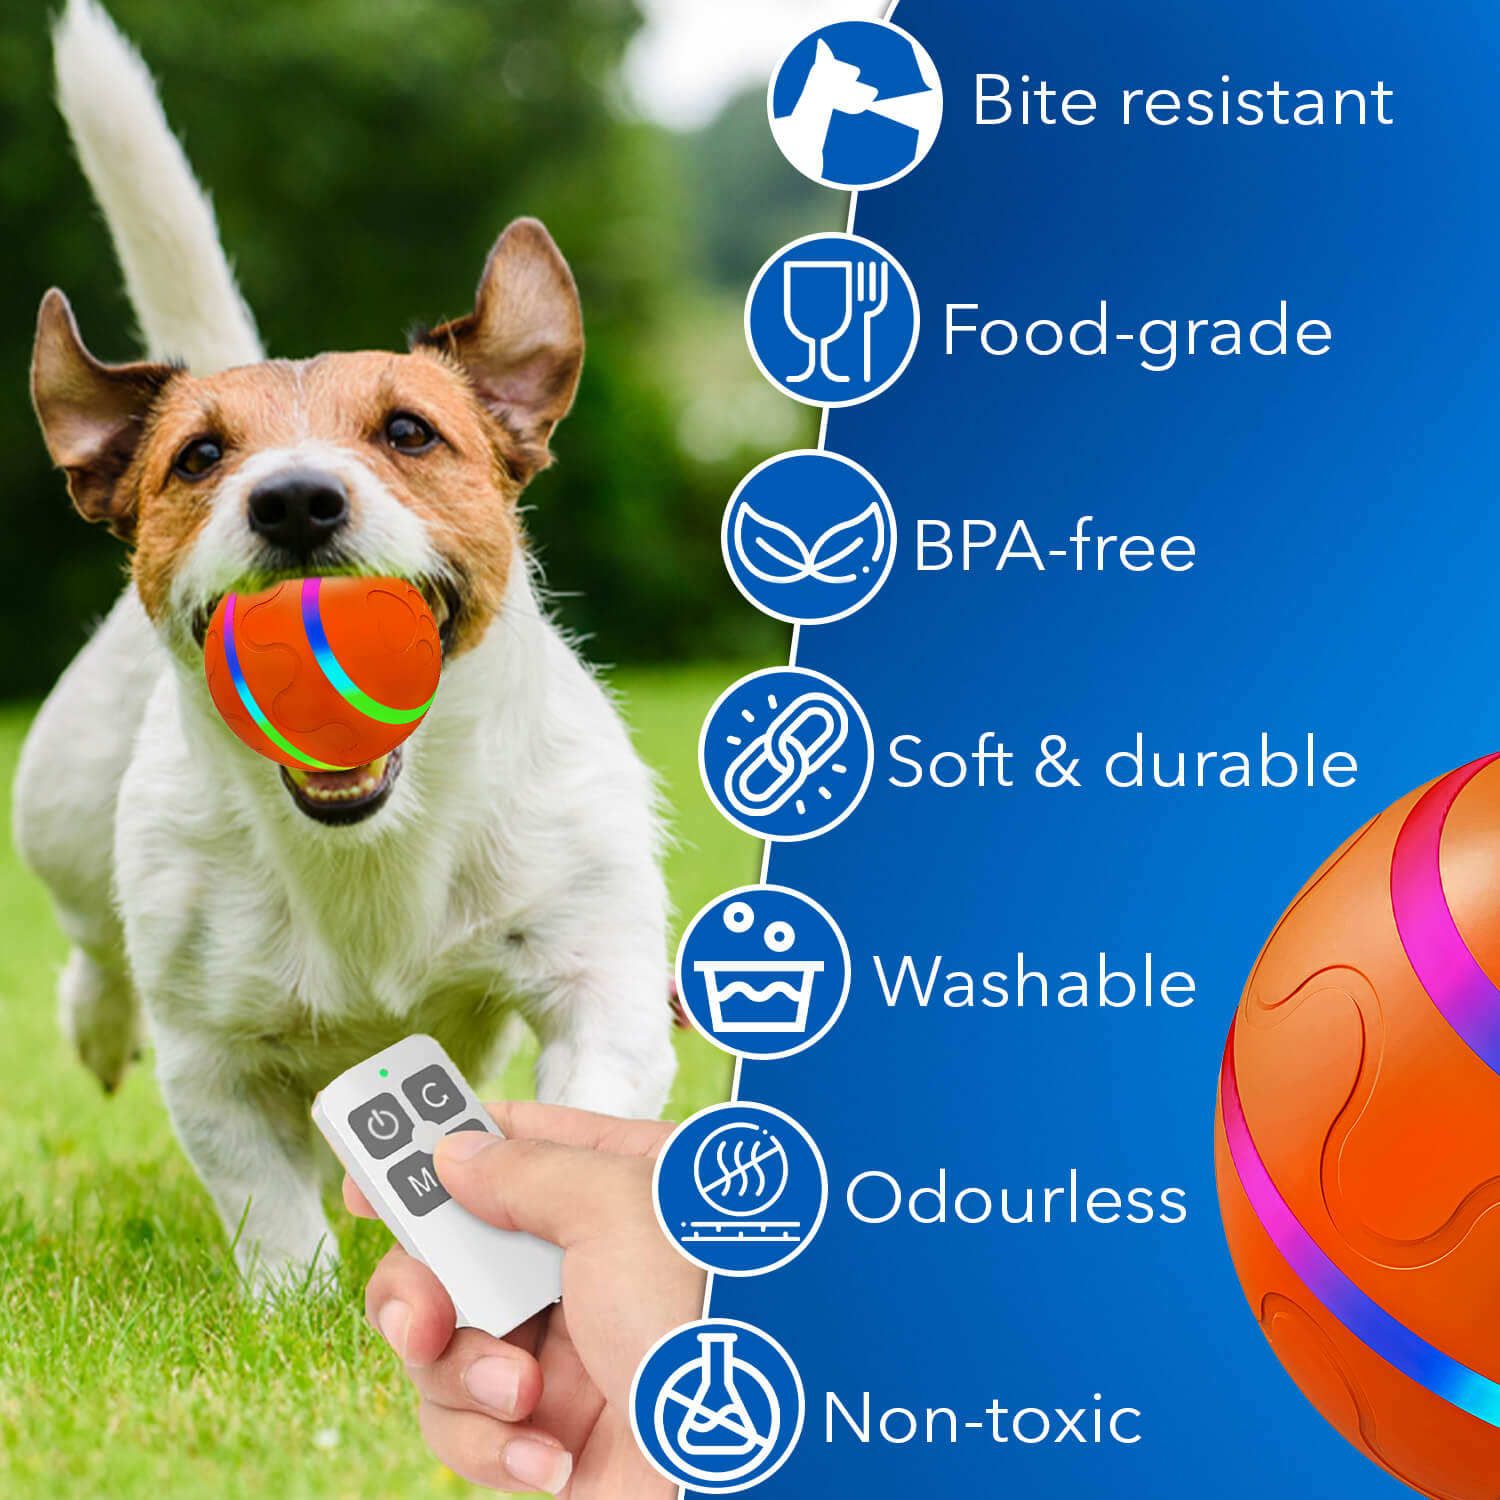 Bite resistant
Food-grade
BPA-free
Soft & durable
Washable
Odourless
Non-toxic
M